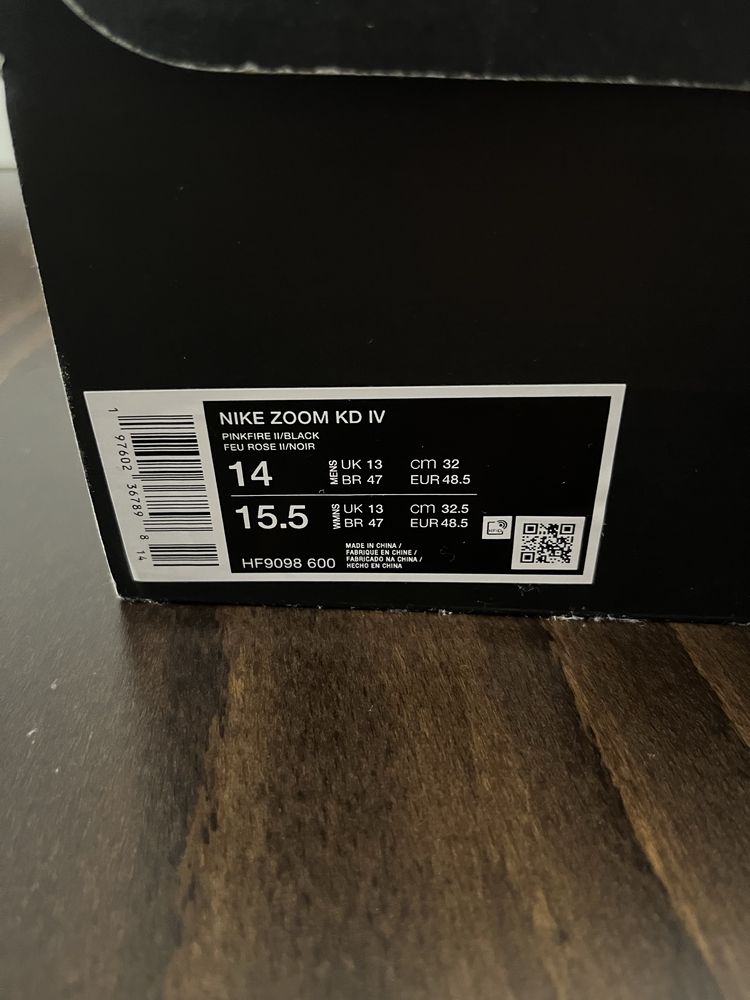 NIKE ZOOM KD IV
PINKFIRE II/BLACK
FEU ROSE II/NOIR
14 MENS UK 13 cm 32
BR 47 EUR 48.5
15.5 WMNS UK 13 cm 32.5
BR 47 EUR 48.5
HF9098 600
MADE IN CHINA /
FABRIQUE EN CHINE /
FABRICADO NA CHINA /
HECHO EN CHINA
RFID
1 97602 36789 8 14